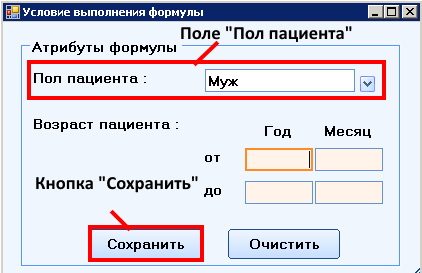 Условие выполнения формулы
Поле "Пол пациента"
Атрибуты формулы
Пол пациента : Муж
Возраст пациента :
Год Месяц
от
до
Кнопка "Сохранить"
Сохранить Очистить